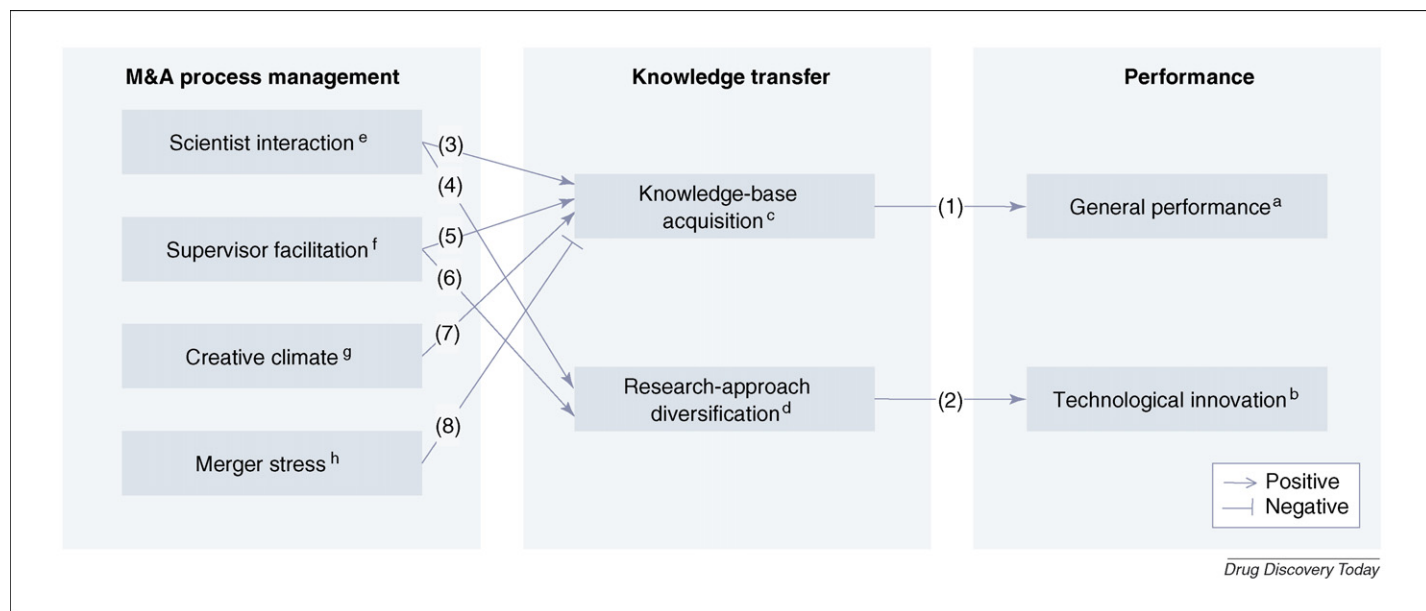 M&A process management
Scientist interaction e
Supervisor facilitation f
Creative climate g
Merger stress h
(3)
(4)
(5)
(6)
(7)
(8)
Knowledge transfer
Knowledge-base
acquisition c
Research-approach
diversification d
(1)
(2)
Performance
General performance a
Technological innovation b
Positive
Negative
Drug Discovery Today